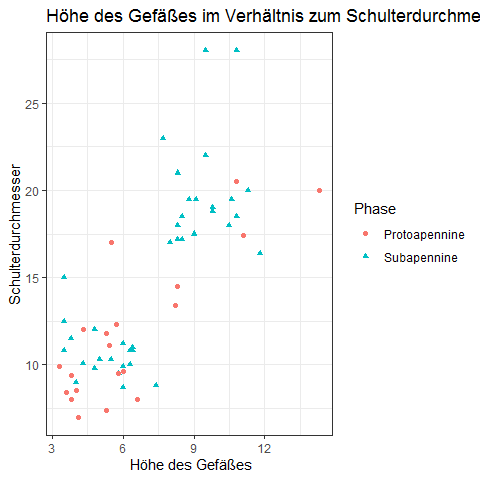 Höhe des Gefäßes im Verhältnis zum Schulterdurchme
25
20
15
10
3
6
9
12
Schulterdurchmesser
Höhe des Gefäßes
Phase
Protoapennine
Subapennine